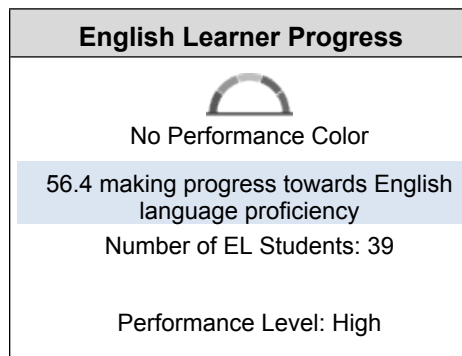 English Learner Progress
No Performance Color
56.4 making progress towards English
language proficiency
Number of EL Students: 39
Performance Level: High